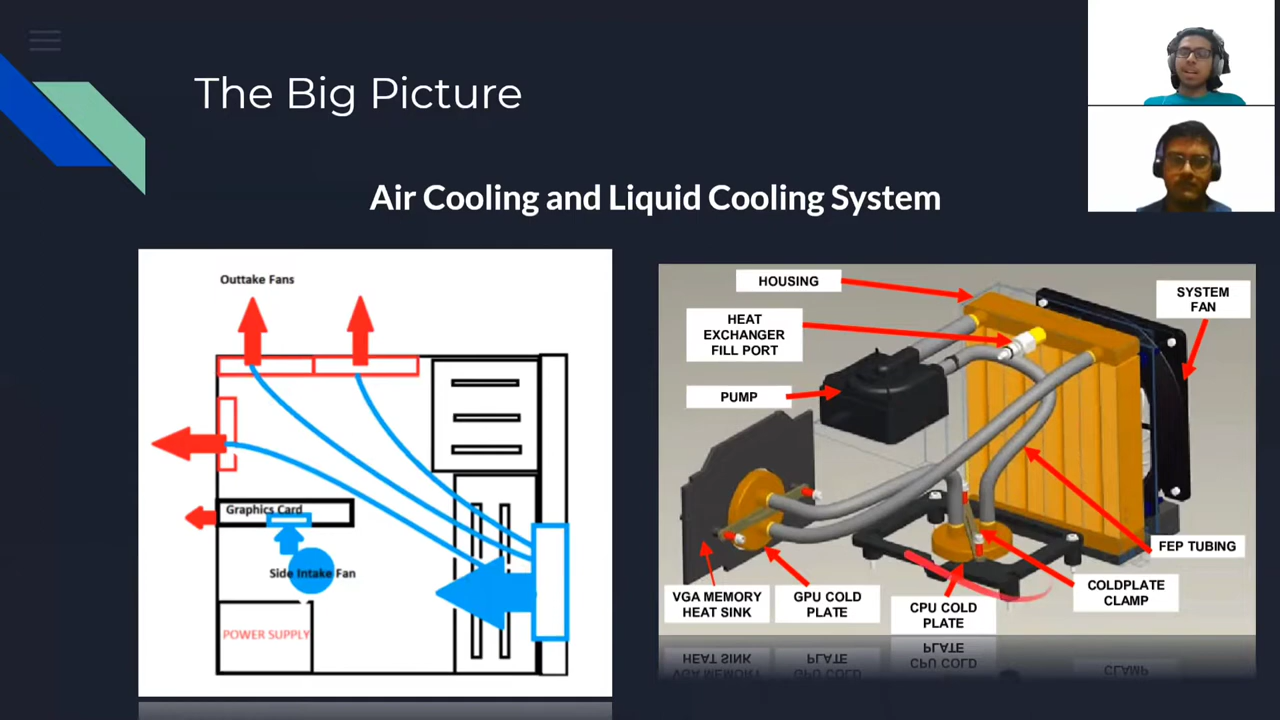 The Big Picture
Air Cooling and Liquid Cooling System
Outtake Fans
Graphics Card
Side Intake Fan
POWER SUPPLY
HOUSING
SYSTEM
FAN
HEAT
EXCHANGER
FILL PORT
PUMP
FEP TUBING
VGA MEMORY
HEAT SINK
GPU COLD
PLATE
CPU COLD
PLATE
COLDPLATE
CLAMP